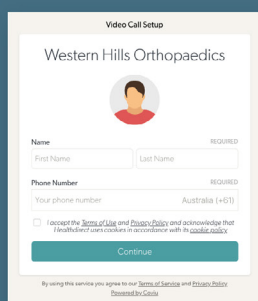 Video Call Setup
Western Hills Orthopaedics
Name REQUIRED
First Name Last Name
Phone Number REQUIRED
Your phone number Australia (+61)
I accept the Terms of Use and Privacy Policy and acknowledge that
Healthdirect uses cookies in accordance with its cookie policy
Continue
By using this service you agree to our Terms of Service and Privacy Policy
Powered by Coviu